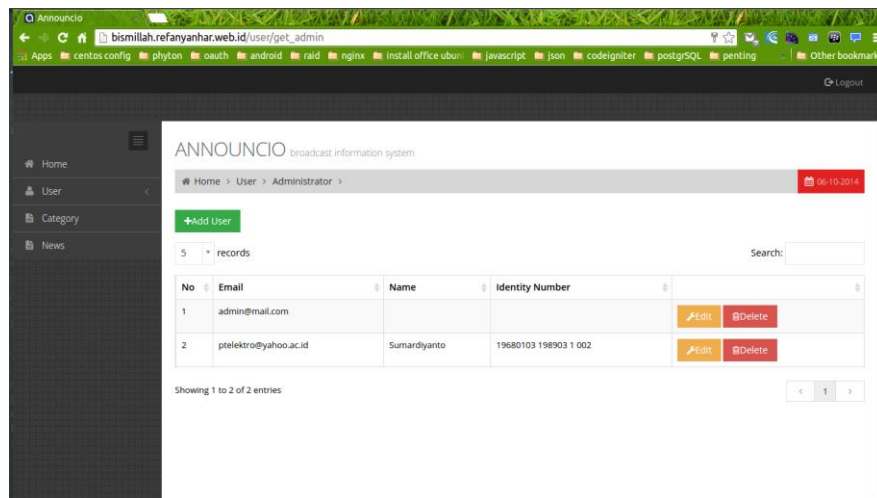 Announcio
bismillah.refanyanhar.web.id/user/get_admin
Apps centos config phyton oauth android raid nginx install office ubun javascript json codeigniter postgrSQL penting Other bookmark
Logout
ANNOUNCIO broadcast information system
Home
Home > User > Administrator >
06-10-2014
User
Category
+Add User
News
5 records
Search:
No Email Name Identity Number
1 admin@mail.com Edit Delete
2 ptelektro@yahoo.ac.id Sumardiyanto 19680103 198903 1 002 Edit Delete
Showing 1 to 2 of 2 entries
< 1 >